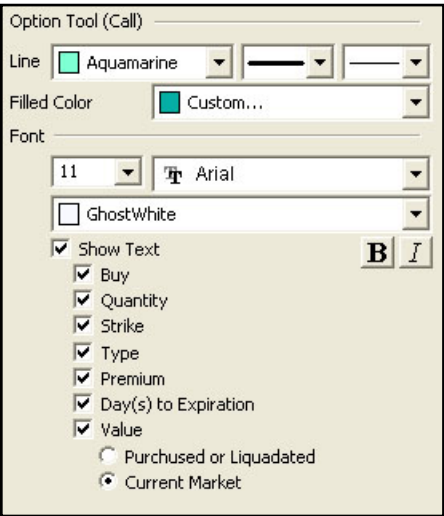 Option Tool (Call)
Line Aquamarine
Filled Color Custom...
Font
11 Arial
GhostWhite
Show Text B I
Buy
Quantity
Strike
Type
Premium
Day(s) to Expiration
Value
Purchused or Liquadated
Current Market